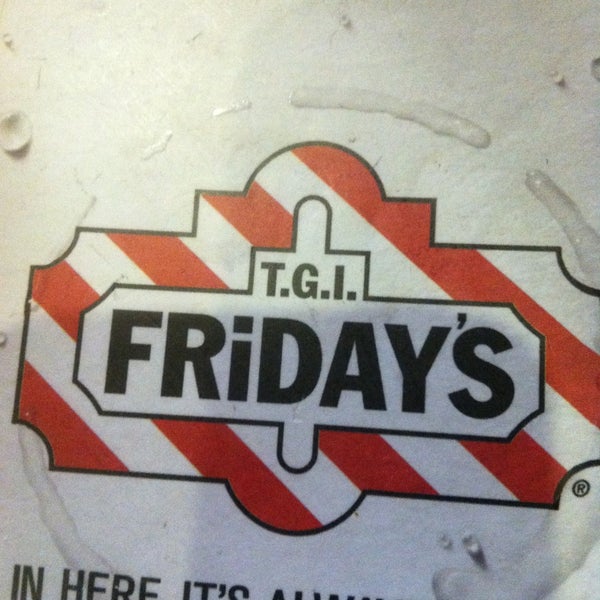 T.G.I.
FRiDAY'S
®
IN HERE IT'S